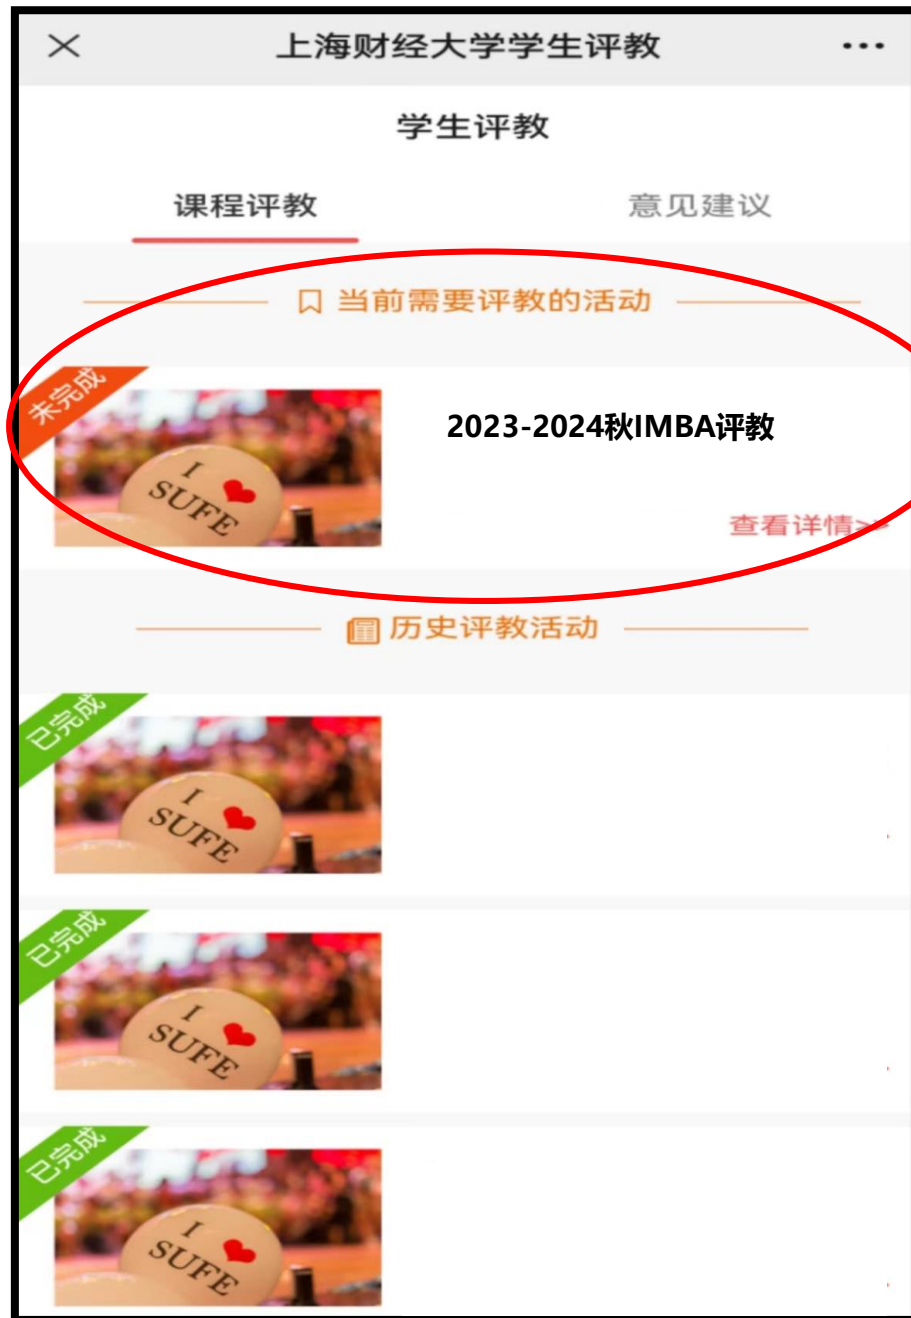 上海财经大学学生评教
学生评教
课程评教 意见建议
当前需要评教的活动
未完成
2023-2024秋IMBA评教
I
SUFE
查看详情>>
历史评教活动
已完成
I
SUFE
已完成
I
SUFE
已完成
I
SUFE